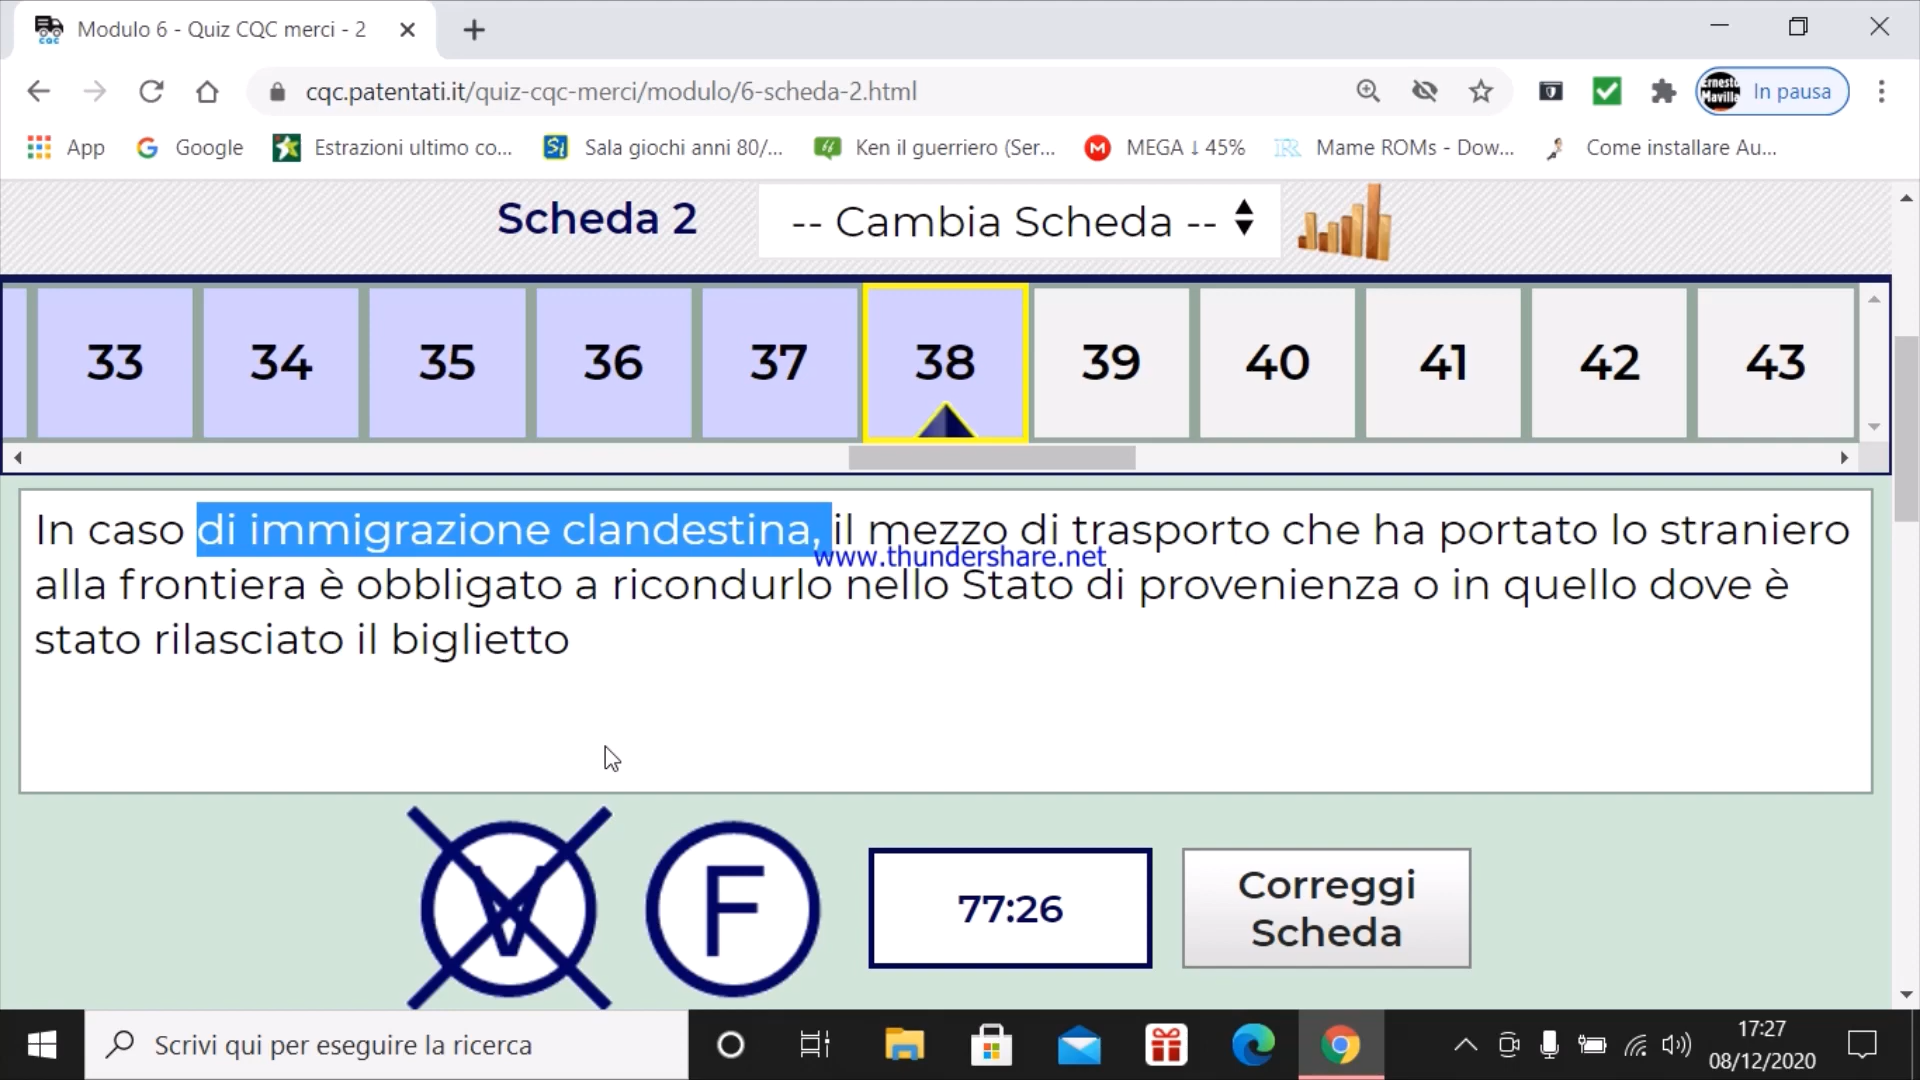 Modulo 6 - Quiz CQC merci - 2
cqc.patentati.it/quiz-cqc-merci/modulo/6-scheda-2.html
Ernesto Mavilla
In pausa
App
Google
Estrazioni ultimo co...
Sala giochi anni 80/...
Ken il guerriero (Ser...
MEGA ↓ 45%
Mame ROMs - Dow...
Come installare Au...
Scheda 2
-- Cambia Scheda --
33 34 35 36 37 38 39 40 41 42 43
In caso di immigrazione clandestina, il mezzo di trasporto che ha portato lo straniero
www.thundershare.net
alla frontiera è obbligato a ricondurlo nello Stato di provenienza o in quello dove è
stato rilasciato il biglietto
V
F
77:26
Correggi
Scheda
Scrivi qui per eseguire la ricerca
17:27
08/12/2020